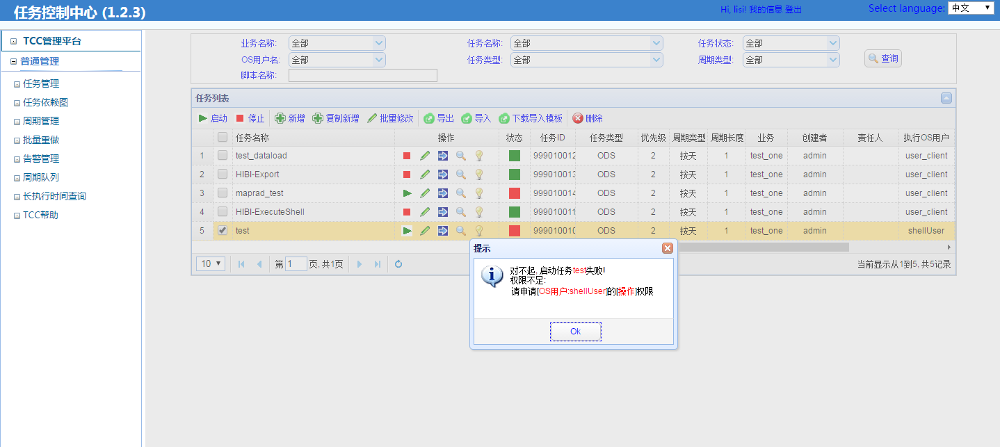 任务控制中心 (1.2.3)
Hi, lisi! 我的信息 登出
Select language: 中文
TCC管理平台
普通管理
任务管理
任务依赖图
周期管理
批量重做
告警管理
周期队列
长执行时间查询
TCC帮助
业务名称: 全部 任务名称: 全部 任务状态: 全部
OS用户名: 全部 任务类型: 全部 周期类型: 全部 查询
脚本名称:
任务列表
启动 停止 新增 复制新增 批量修改 导出 导入 下载导入模板 删除
任务名称 操作 状态 任务ID 任务类型 优先级 周期类型 周期长度 业务 创建者 责任人 执行OS用户
1 test_dataload 999010012 ODS 2 按天 1 test_one admin user_client
2 HIBI-Export 999010013 ODS 2 按天 1 test_one admin user_client
3 maprad_test 999010014 ODS 2 按天 1 test_one admin user_client
4 HIBI-ExecuteShell 999010011 ODS 2 按天 1 test_one admin user_client
5 test 999010010 ODS 2 按天 1 test_one admin shellUser
10 第 1 页, 共1页 当前显示从1到5, 共5记录
提示
对不起, 启动任务test失败!
权限不足:
请申请[OS用户:shellUser]的[操作]权限
Ok